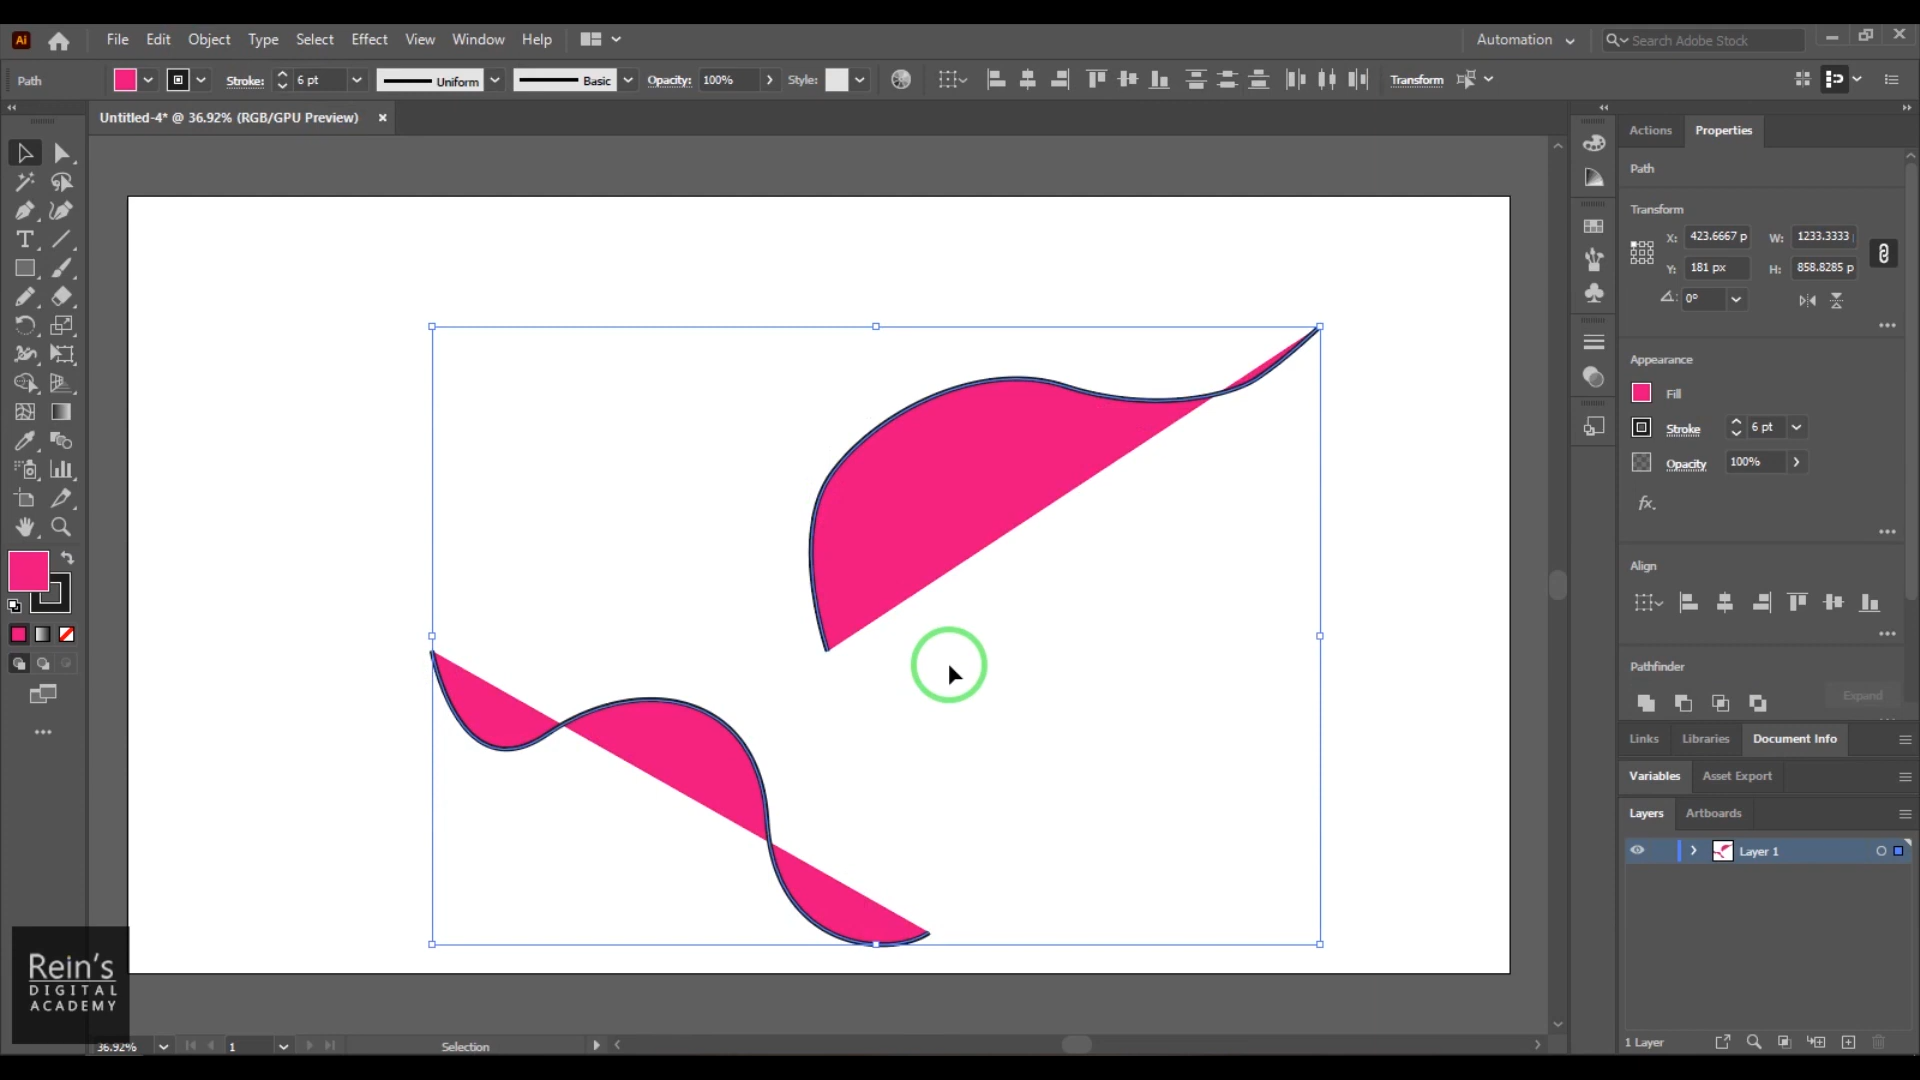 Ai
File Edit Object Type Select Effect View Window Help
Automation
Search Adobe Stock
Path
Stroke: 6 pt
Uniform
Basic
Opacity: 100%
Style:
Transform
Untitled-4* @ 36.92% (RGB/GPU Preview) ×
Actions Properties
Path
Transform
X: 423.6667 p W: 1233.3333
Y: 181 px H: 858.8285 p
0°
Appearance
Fill
Stroke 6 pt
Opacity 100%
fx.
Align
Pathfinder
Expand
Links Libraries Document Info
Variables Asset Export
Layers Artboards
Layer 1
1 Layer
Rein's
DIGITAL
ACADEMY
36.92% 1 Selection